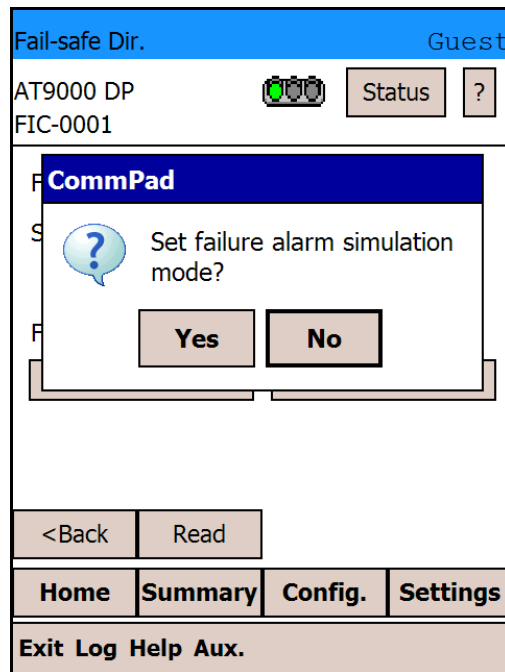 Fail-safe Dir. Guest
AT9000 DP Status ?
FIC-0001
CommPad
Set failure alarm simulation
mode?
Yes No
<Back Read
Home Summary Config. Settings
Exit Log Help Aux.